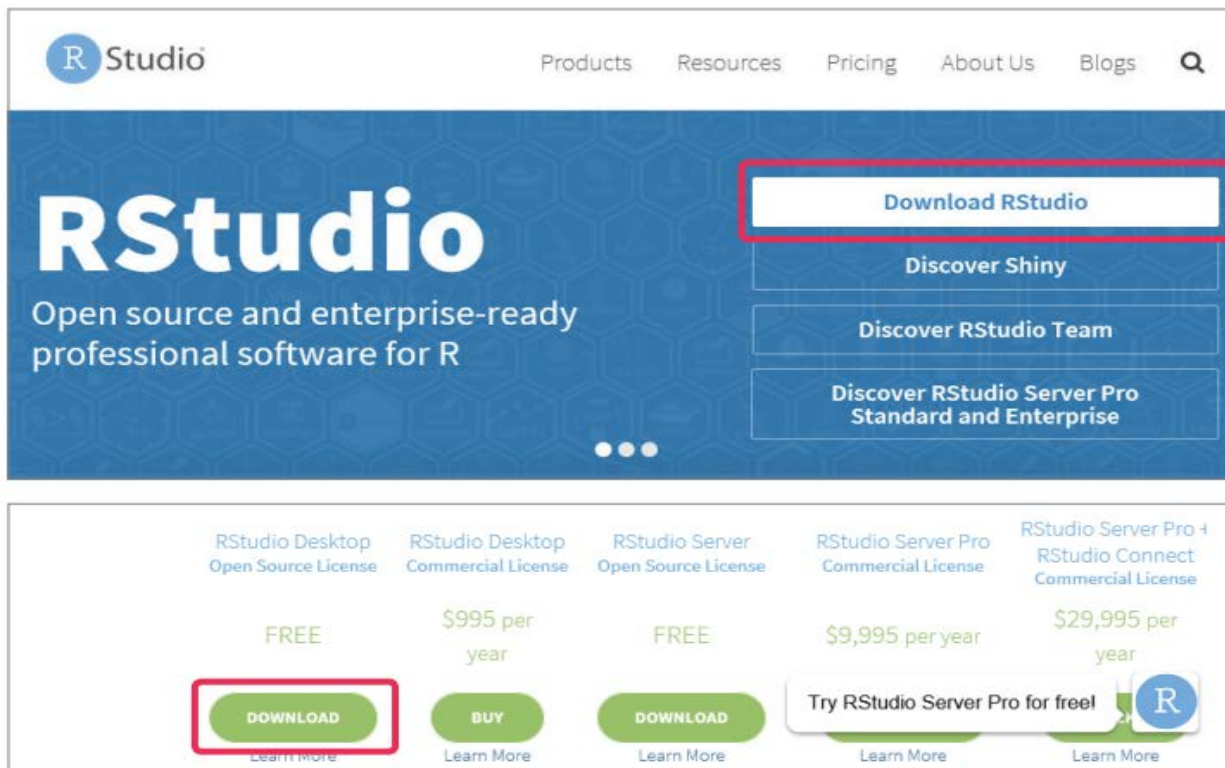 R Studio
Products Resources Pricing About Us Blogs
RStudio
Open source and enterprise-ready
professional software for R
Download RStudio
Discover Shiny
Discover RStudio Team
Discover RStudio Server Pro
Standard and Enterprise
RStudio Desktop
Open Source License
FREE
DOWNLOAD
Learn More
RStudio Desktop
Commercial License
$995 per
year
BUY
Learn More
RStudio Server
Open Source License
FREE
DOWNLOAD
Learn More
RStudio Server Pro
Commercial License
$9,995 per year
Learn More
RStudio Server Pro +
RStudio Connect
Commercial License
$29,995 per
year
Learn More
Try RStudio Server Pro for free!
R